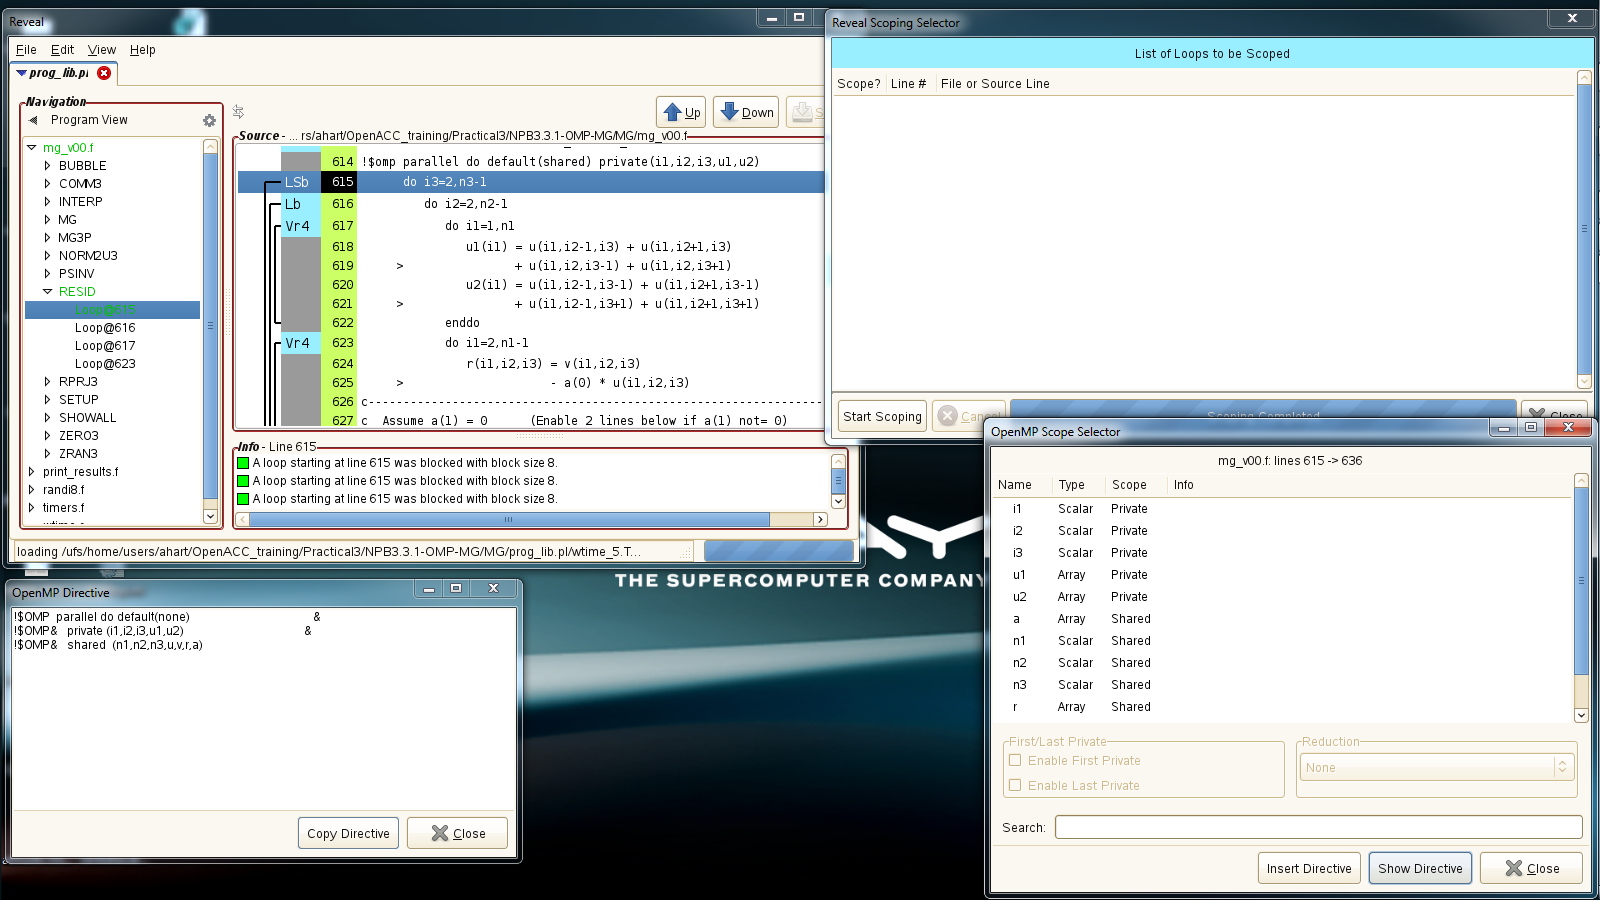 Reveal
File Edit View Help
prog_lib.pl
Navigation
Program View
mg_v00.f
BUBBLE
COMM3
INTERP
MG
MG3P
NORM2U3
PSINV
RESID
Loop@615
Loop@616
Loop@617
Loop@623
RPRJ3
SETUP
SHOWALL
ZERO3
ZRAN3
print_results.f
randi8.f
timers.f
Up Down
Source - ... rs/ahart/OpenACC_training/Practical3/NPB3.3.1-OMP-MG/MG/mg_v00.f
614 !$omp parallel do default(shared) private(i1,i2,i3,u1,u2)
LSb 615 do i3=2,n3-1
Lb 616 do i2=2,n2-1
Vr4 617 do i1=1,n1
618 u1(i1) = u(i1,i2-1,i3) + u(i1,i2+1,i3)
619 > + u(i1,i2,i3-1) + u(i1,i2,i3+1)
620 u2(i1) = u(i1,i2-1,i3-1) + u(i1,i2+1,i3-1)
621 > + u(i1,i2-1,i3+1) + u(i1,i2+1,i3+1)
622 enddo
Vr4 623 do i1=2,n1-1
624 r(i1,i2,i3) = v(i1,i2,i3)
625 > - a(0) * u(i1,i2,i3)
626 c---------------------------------------------------------------
627 c Assume a(1) = 0 (Enable 2 lines below if a(1) not= 0)
Info - Line 615
A loop starting at line 615 was blocked with block size 8.
A loop starting at line 615 was blocked with block size 8.
A loop starting at line 615 was blocked with block size 8.
loading /ufs/home/users/ahart/OpenACC_training/Practical3/NPB3.3.1-OMP-MG/MG/prog_lib.pl/wtime_5.T...
Reveal Scoping Selector
List of Loops to be Scoped
Scope? Line # File or Source Line
Start Scoping Cancel Scoping Completed Close
THE SUPERCOMPUTER COMPANY
OpenMP Directive
!$OMP parallel do default(none) &
!$OMP& private (i1,i2,i3,u1,u2) &
!$OMP& shared (n1,n2,n3,u,v,r,a)
Copy Directive Close
OpenMP Scope Selector
mg_v00.f: lines 615 -> 636
Name Type Scope Info
i1 Scalar Private
i2 Scalar Private
i3 Scalar Private
u1 Array Private
u2 Array Private
a Array Shared
n1 Scalar Shared
n2 Scalar Shared
n3 Scalar Shared
r Array Shared
First/Last Private
Enable First Private
Enable Last Private
Reduction
None
Search:
Insert Directive Show Directive Close